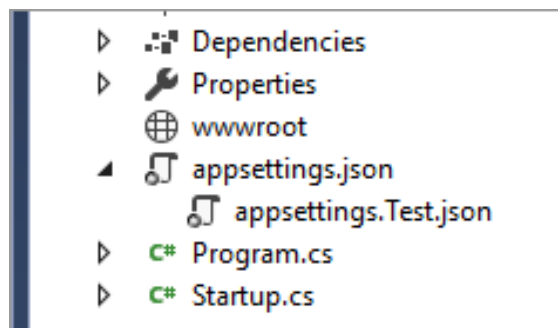 Dependencies
Properties
wwwroot
appsettings.json
appsettings.Test.json
C# Program.cs
C# Startup.cs